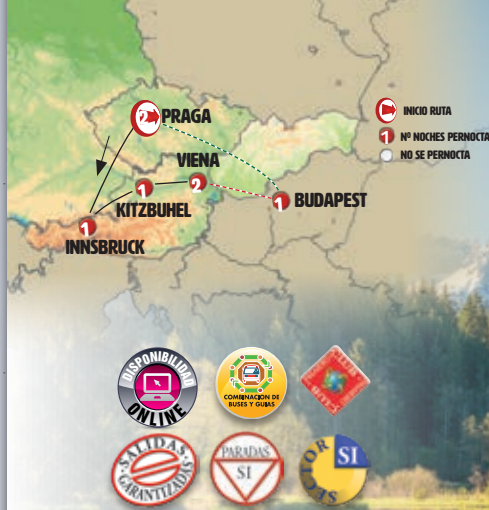 2 PRAGA
INICIO RUTA
1 Nº NOCHES PERNOCTA
NO SE PERNOCTA
VIENA
2
1
KITZBUHEL
1 BUDAPEST
1
INNSBRUCK
DISPONIBILIDAD
ONLINE
COMBINACION DE
BUSES Y GUIAS
SALIDAS
GARANTIZADAS
PARADAS
SI
SECTOR
SI